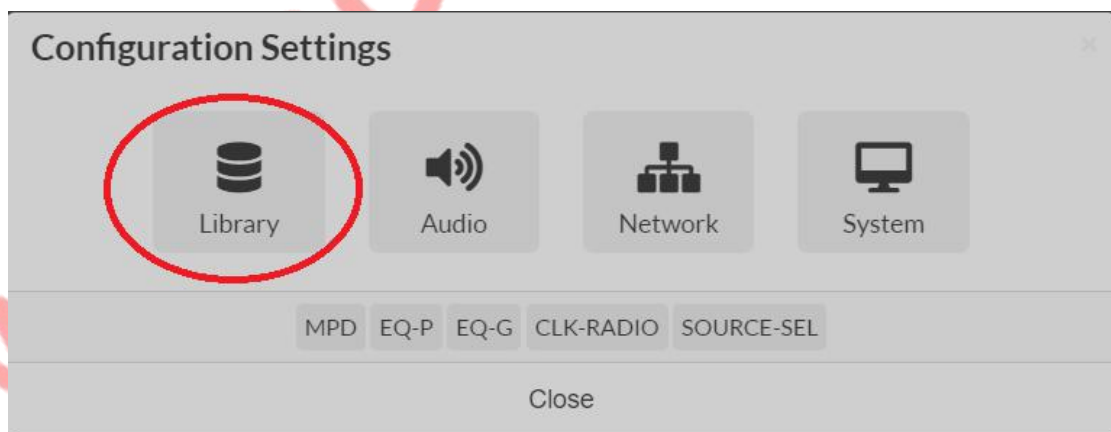 Configuration Settings
Library Audio Network System
MPD EQ-P EQ-G CLK-RADIO SOURCE-SEL
Close